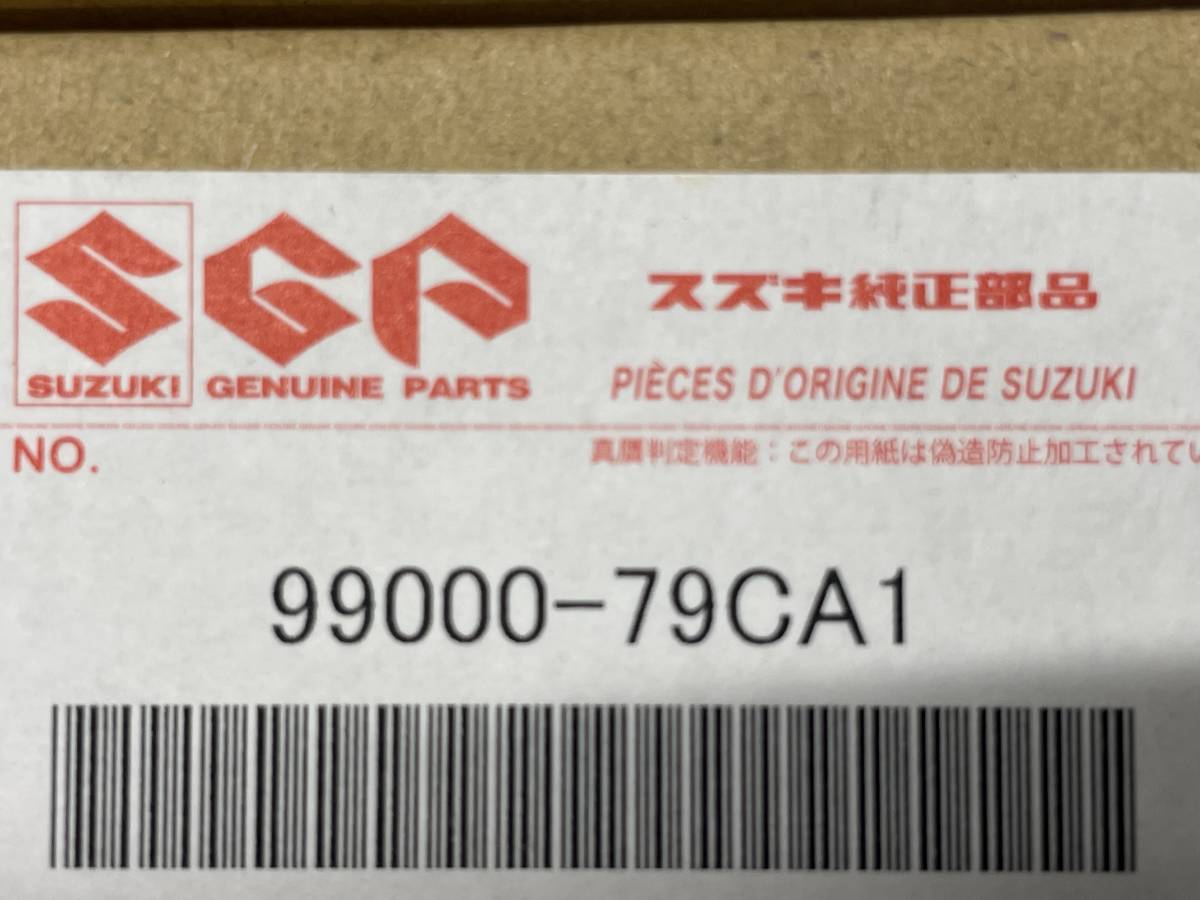 SGP
スズキ純正部品
SUZUKI GENUINE PARTS
PIÈCES D'ORIGINE DE SUZUKI
NO.
真贋判定機能：この用紙は偽造防止加工されてい
99000-79CA1